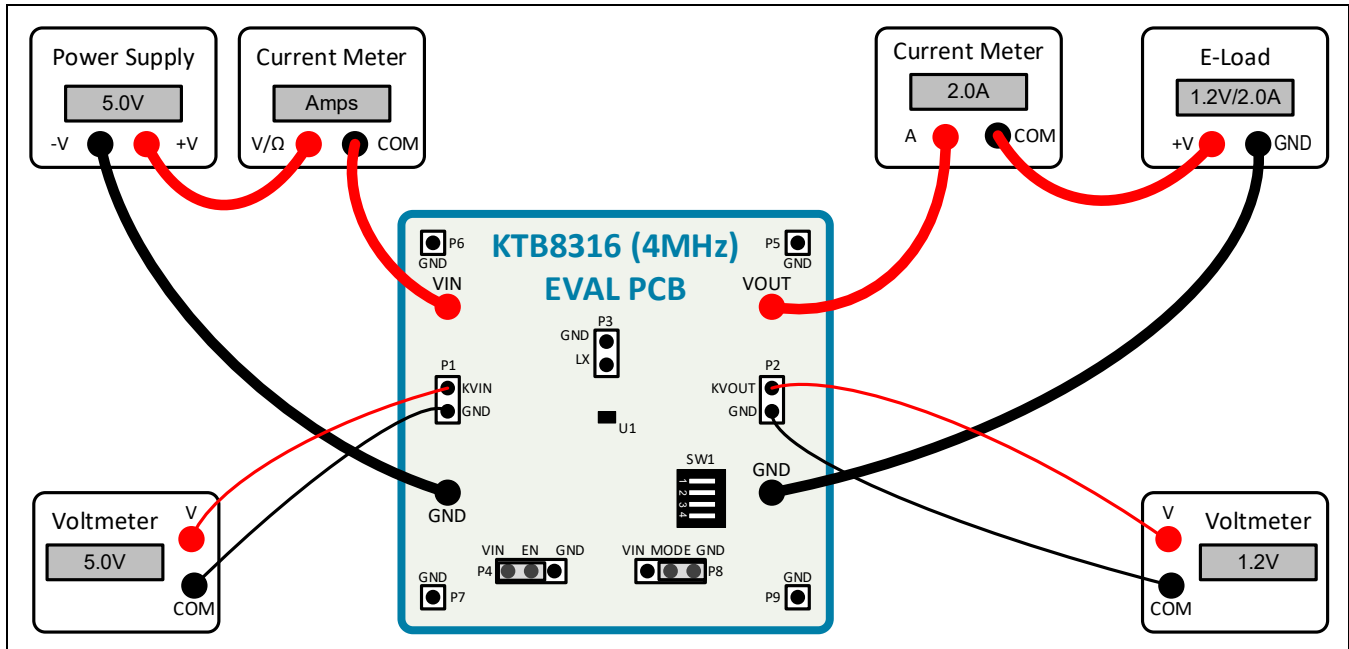 Power Supply
5.0V
-V
+V
Current Meter
Amps
V/Ω
COM
Current Meter
2.0A
A
COM
E-Load
1.2V/2.0A
+V
GND
KTB8316 (4MHz)
EVAL PCB
P6
GND
P5
GND
VIN
VOUT
P3
GND
LX
P1
KVIN
GND
P2
KVOUT
GND
U1
SW1
1
2
3
4
GND
GND
VIN EN GND
P4
VIN MODE GND
P8
GND
P7
GND
P9
Voltmeter
5.0V
V
COM
V
Voltmeter
1.2V
COM